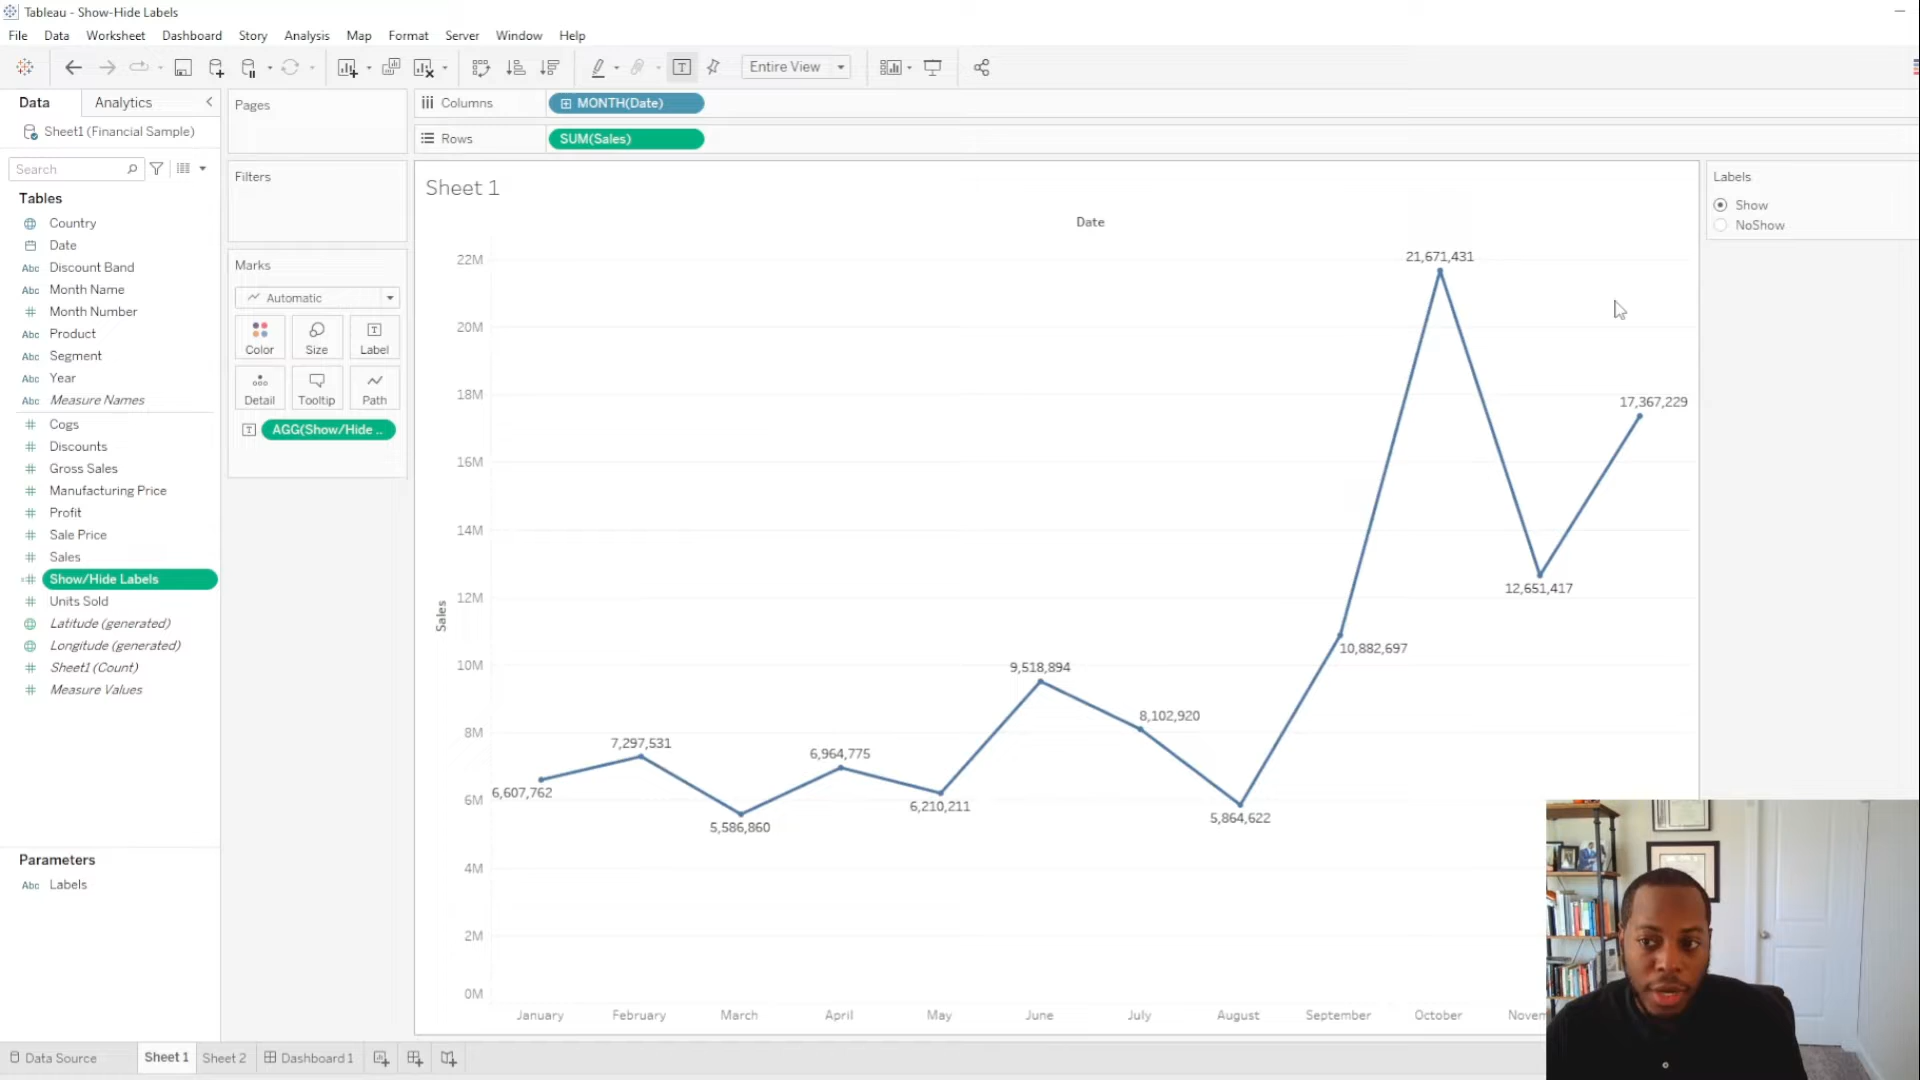 Tableau - Show-Hide Labels
File Data Worksheet Dashboard Story Analysis Map Format Server Window Help
Entire View
Data Analytics
Sheet1 (Financial Sample)
Search
Tables
Country
Date
Abc Discount Band
Abc Month Name
# Month Number
Abc Product
Abc Segment
Abc Year
Abc Measure Names
# Cogs
# Discounts
# Gross Sales
# Manufacturing Price
# Profit
# Sale Price
# Sales
=# Show/Hide Labels
# Units Sold
Latitude (generated)
Longitude (generated)
# Sheet1 (Count)
# Measure Values
Parameters
Abc Labels
Pages
Filters
Marks
Automatic
Color Size Label
Detail Tooltip Path
AGG(Show/Hide ..
Columns MONTH(Date)
Rows SUM(Sales)
Sheet 1
Date
Sales
22M
20M
18M
16M
14M
12M
10M
8M
6M
4M
2M
0M
6,607,762
7,297,531
5,586,860
6,964,775
6,210,211
9,518,894
8,102,920
5,864,622
10,882,697
21,671,431
12,651,417
17,367,229
January February March April May June July August September October Novem
Labels
Show
NoShow
Data Source Sheet 1 Sheet 2 Dashboard 1